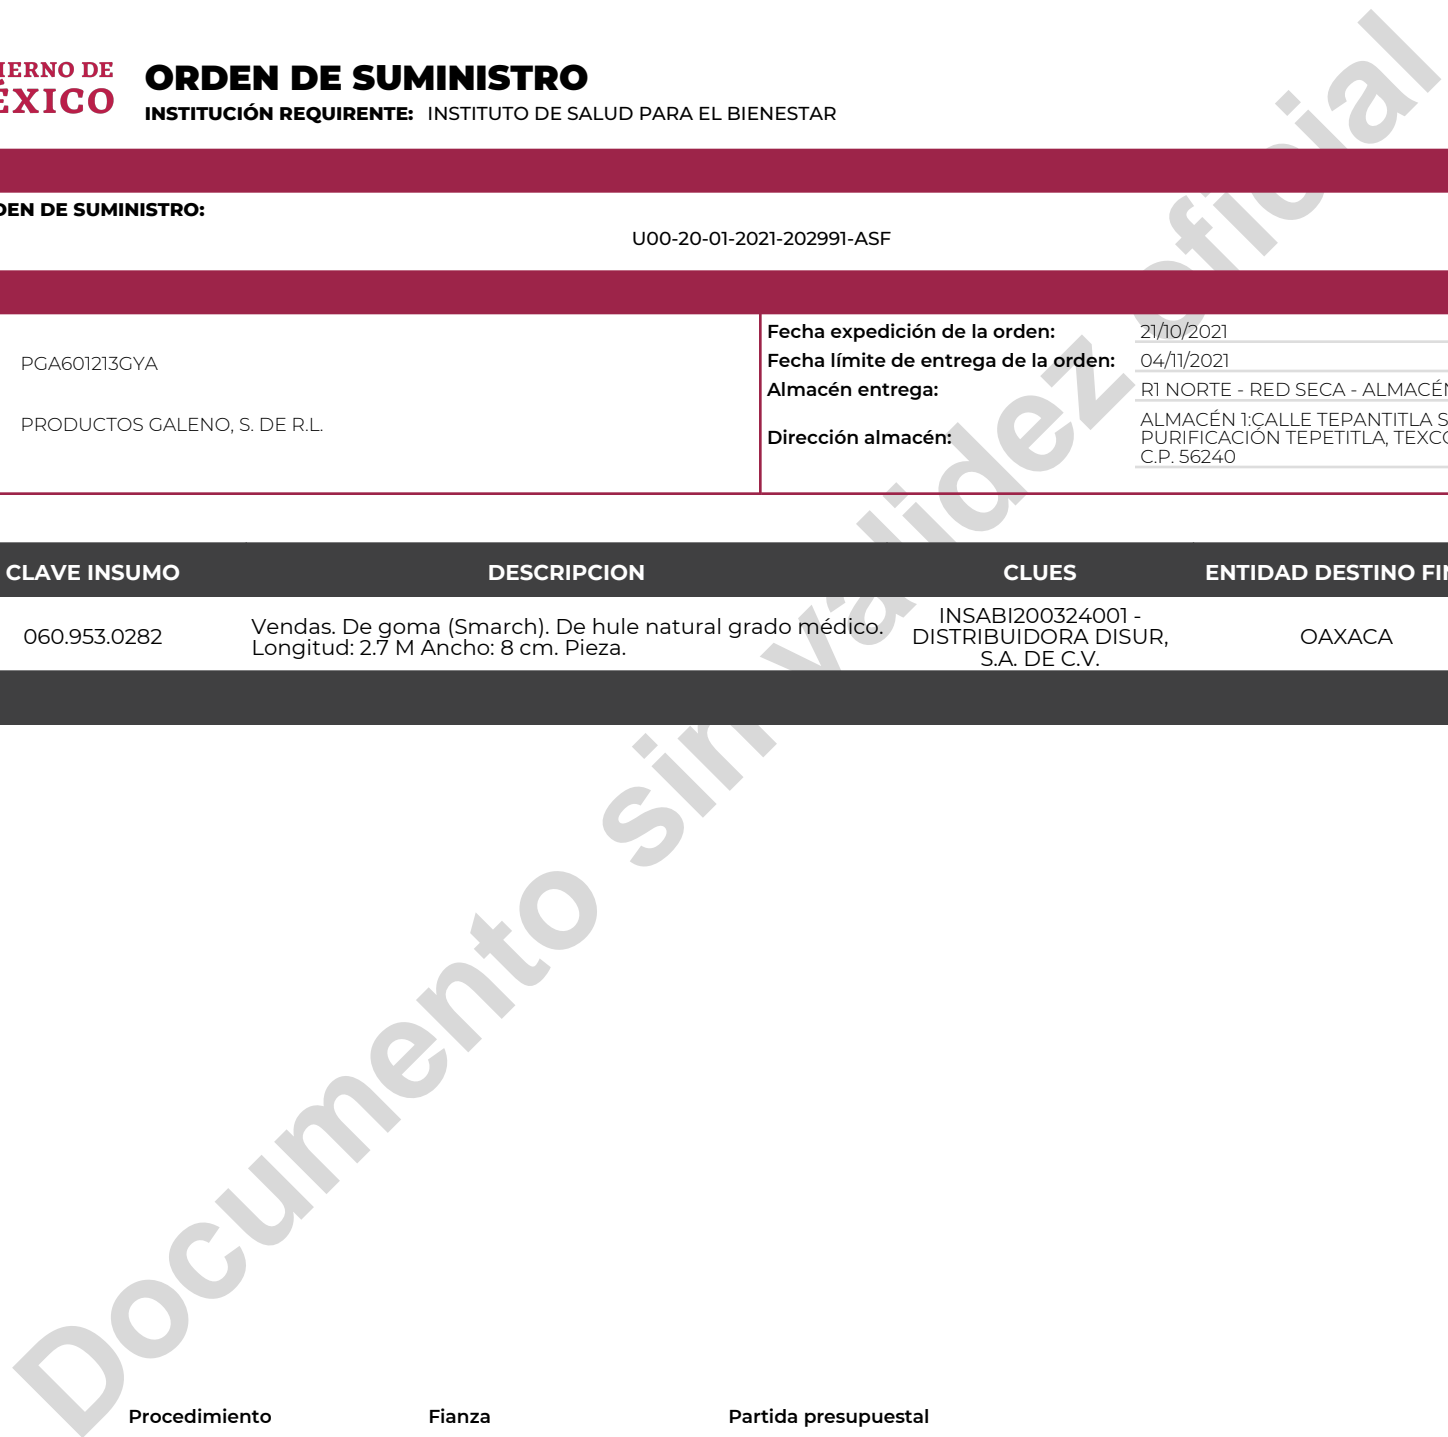 IERNO DE
ÉXICO
ORDEN DE SUMINISTRO
INSTITUCIÓN REQUIRENTE: INSTITUTO DE SALUD PARA EL BIENESTAR
DEN DE SUMINISTRO:
U00-20-01-2021-202991-ASF
PGA601213GYA
PRODUCTOS GALENO, S. DE R.L.
Fecha expedición de la orden: 21/10/2021
Fecha límite de entrega de la orden: 04/11/2021
Almacén entrega: R1 NORTE - RED SECA - ALMACÉN
Dirección almacén: ALMACÉN 1:CALLE TEPANTITLA S
PURIFICACIÓN TEPETITLA, TEXCO
C.P. 56240
CLAVE INSUMO DESCRIPCION CLUES ENTIDAD DESTINO FIN
060.953.0282
Vendas. De goma (Smarch). De hule natural grado médico.
Longitud: 2.7 M Ancho: 8 cm. Pieza.
INSABI200324001 -
DISTRIBUIDORA DISUR,
S.A. DE C.V.
OAXACA
Documento sin validez oficial
Procedimiento Fianza Partida presupuestal